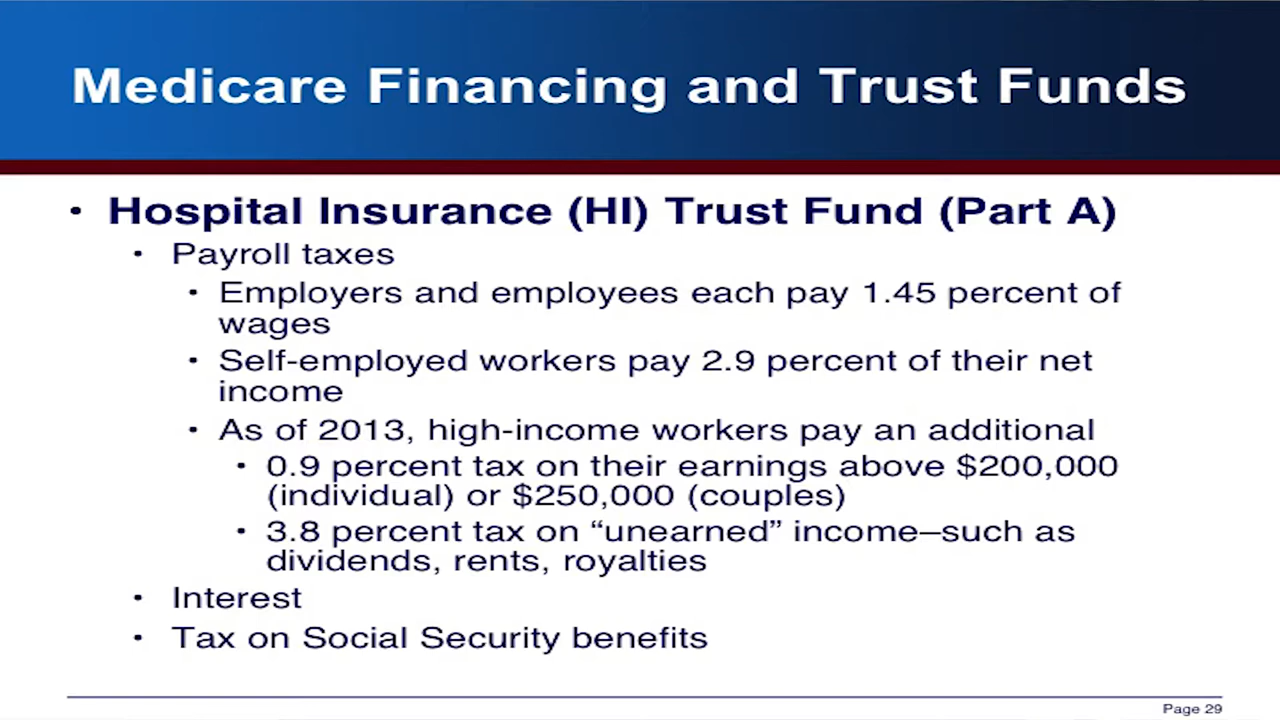 Medicare Financing and Trust Funds
• Hospital Insurance (HI) Trust Fund (Part A)
• Payroll taxes
• Employers and employees each pay 1.45 percent of
wages
• Self-employed workers pay 2.9 percent of their net
income
• As of 2013, high-income workers pay an additional
• 0.9 percent tax on their earnings above $200,000
(individual) or $250,000 (couples)
• 3.8 percent tax on “unearned” income–such as
dividends, rents, royalties
• Interest
• Tax on Social Security benefits
Page 29